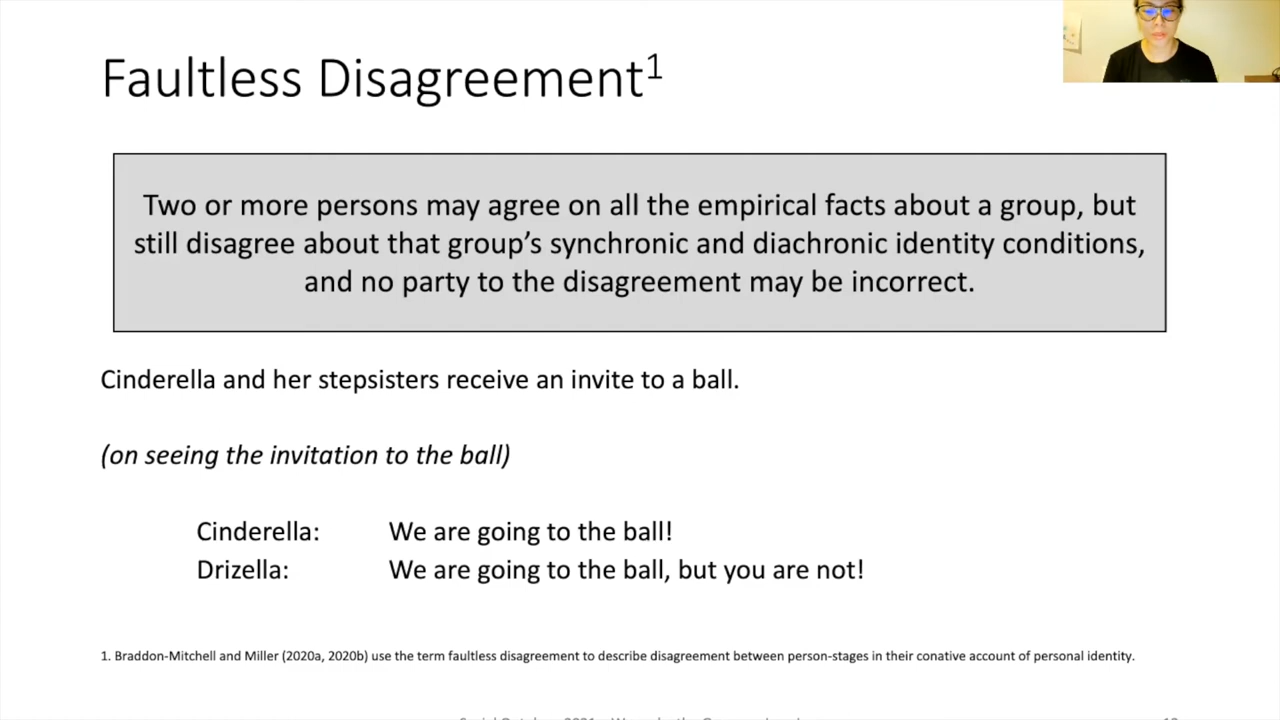 Faultless Disagreement1
Two or more persons may agree on all the empirical facts about a group, but
still disagree about that group’s synchronic and diachronic identity conditions,
and no party to the disagreement may be incorrect.
Cinderella and her stepsisters receive an invite to a ball.
(on seeing the invitation to the ball)
Cinderella: We are going to the ball!
Drizella: We are going to the ball, but you are not!
1. Braddon-Mitchell and Miller (2020a, 2020b) use the term faultless disagreement to describe disagreement between person-stages in their conative account of personal identity.